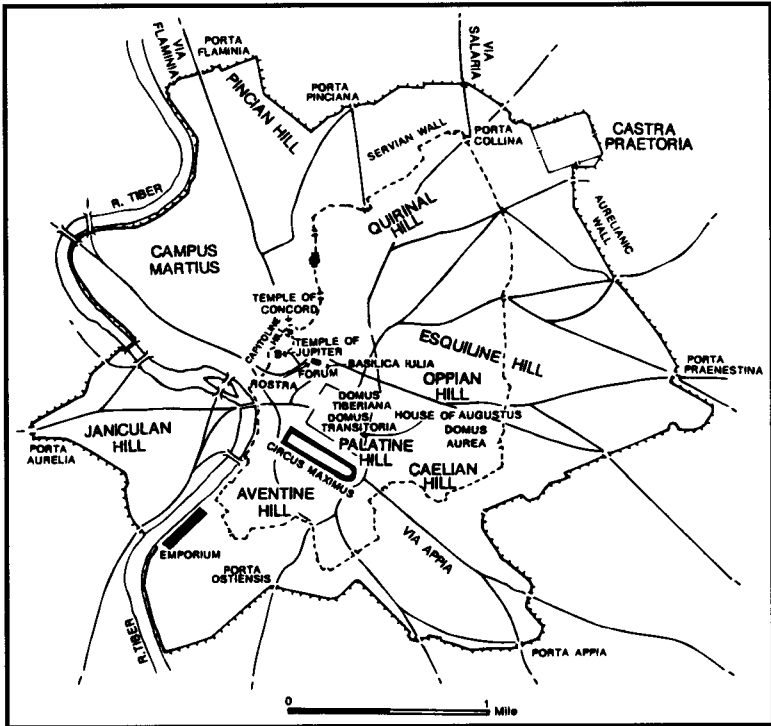 VIA
FLAMINIA
PORTA
FLAMINIA
PINCIAN HILL
PORTA
PINCIANA
VIA
SALARIA
SERVIAN WALL
PORTA
COLLINA
CASTRA
PRAETORIA
R. TIBER
QUIRINAL
HILL
AURELIANIC
WALL
CAMPUS
MARTIUS
TEMPLE OF
CONCORD
CAPITOLINE
HILL
TEMPLE OF
JUPITER
BASILICA IULIA
FORUM
ROSTRA
ESQUILINE HILL
OPPIAN
HILL
PORTA
PRAENESTINA
DOMUS
TIBERIANA
DOMUS/
TRANSITORIA
HOUSE OF AUGUSTUS
DOMUS
AUREA
JANICULAN
HILL
PORTA
AURELIA
PALATINE
HILL
CIRCUS MAXIMUS
CAELIAN
HILL
AVENTINE
HILL
VIA APPIA
EMPORIUM
PORTA
OSTIENSIS
R. TIBER
PORTA APPIA
0
1
Mile